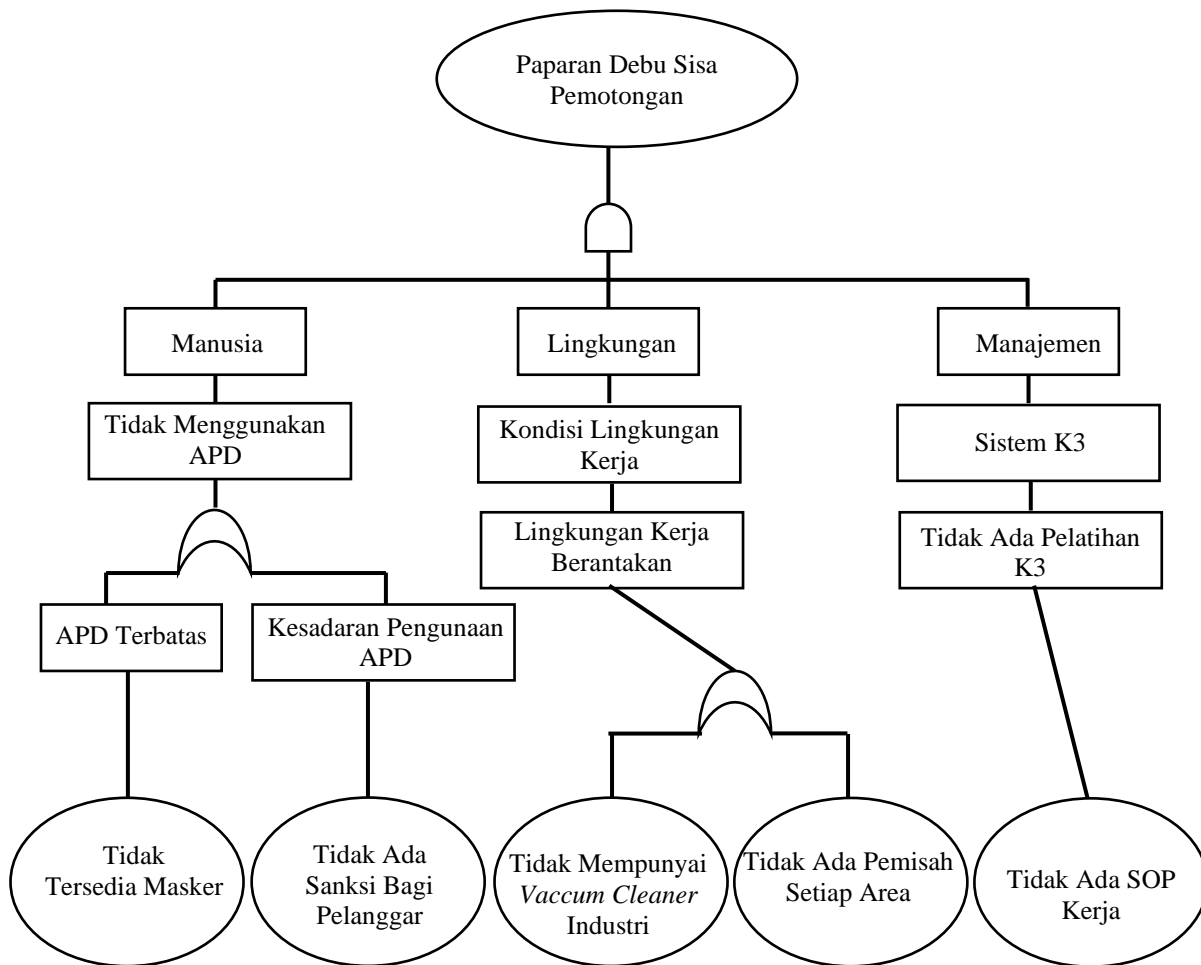 Paparan Debu Sisa
Pemotongan
Manusia
Lingkungan
Manajemen
Tidak Menggunakan
APD
Kondisi Lingkungan
Kerja
Sistem K3
Lingkungan Kerja
Berantakan
Tidak Ada Pelatihan
K3
APD Terbatas
Kesadaran Pengunaan
APD
Tidak
Tersedia Masker
Tidak Ada
Sanksi Bagi
Pelanggar
Tidak Mempunyai
Vaccum Cleaner
Industri
Tidak Ada Pemisah
Setiap Area
Tidak Ada SOP
Kerja